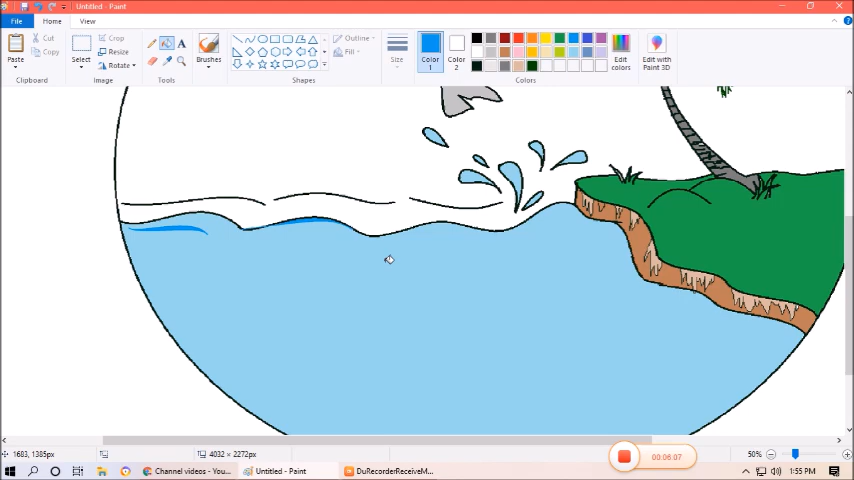 Untitled - Paint
File
Home
View
Paste
Cut
Copy
Clipboard
Select
Crop
Resize
Rotate
Image
A
Tools
Brushes
Shapes
Outline
Fill
Size
Color
1
Color
2
Colors
Edit
colors
Edit with
Paint 3D
1683, 1385px
4032 × 2272px
00:06:07
50%
Channel videos - You...
Untitled - Paint
DuRecorderReceiveM...
1:55 PM